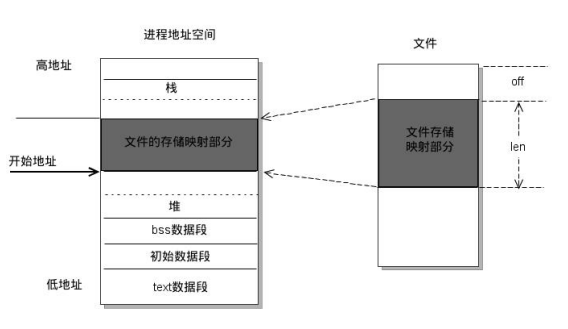 进程地址空间
文件
高地址
栈
off
文件的存储映射部分
文件存储
映射部分
len
开始地址
堆
bss数据段
初始数据段
低地址
text数据段